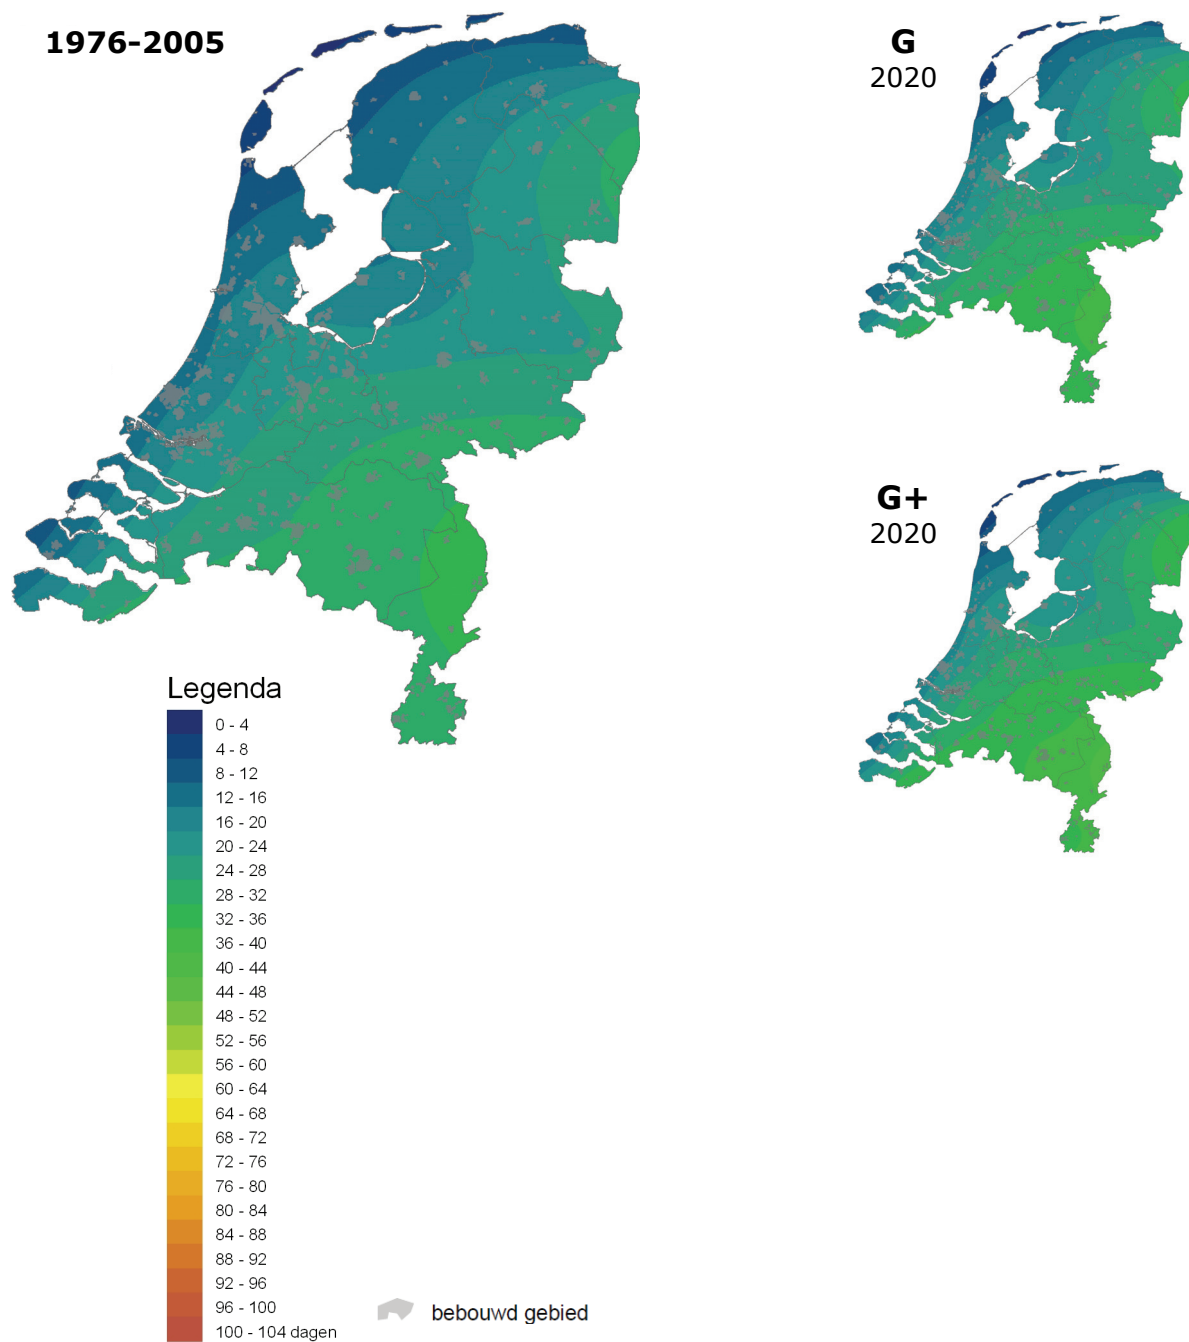 1976-2005
G
2020
G+
2020
Legenda
0 - 4
4 - 8
8 - 12
12 - 16
16 - 20
20 - 24
24 - 28
28 - 32
32 - 36
36 - 40
40 - 44
44 - 48
48 - 52
52 - 56
56 - 60
60 - 64
64 - 68
68 - 72
72 - 76
76 - 80
80 - 84
84 - 88
88 - 92
92 - 96
96 - 100
100 - 104 dagen
bebouwd gebied